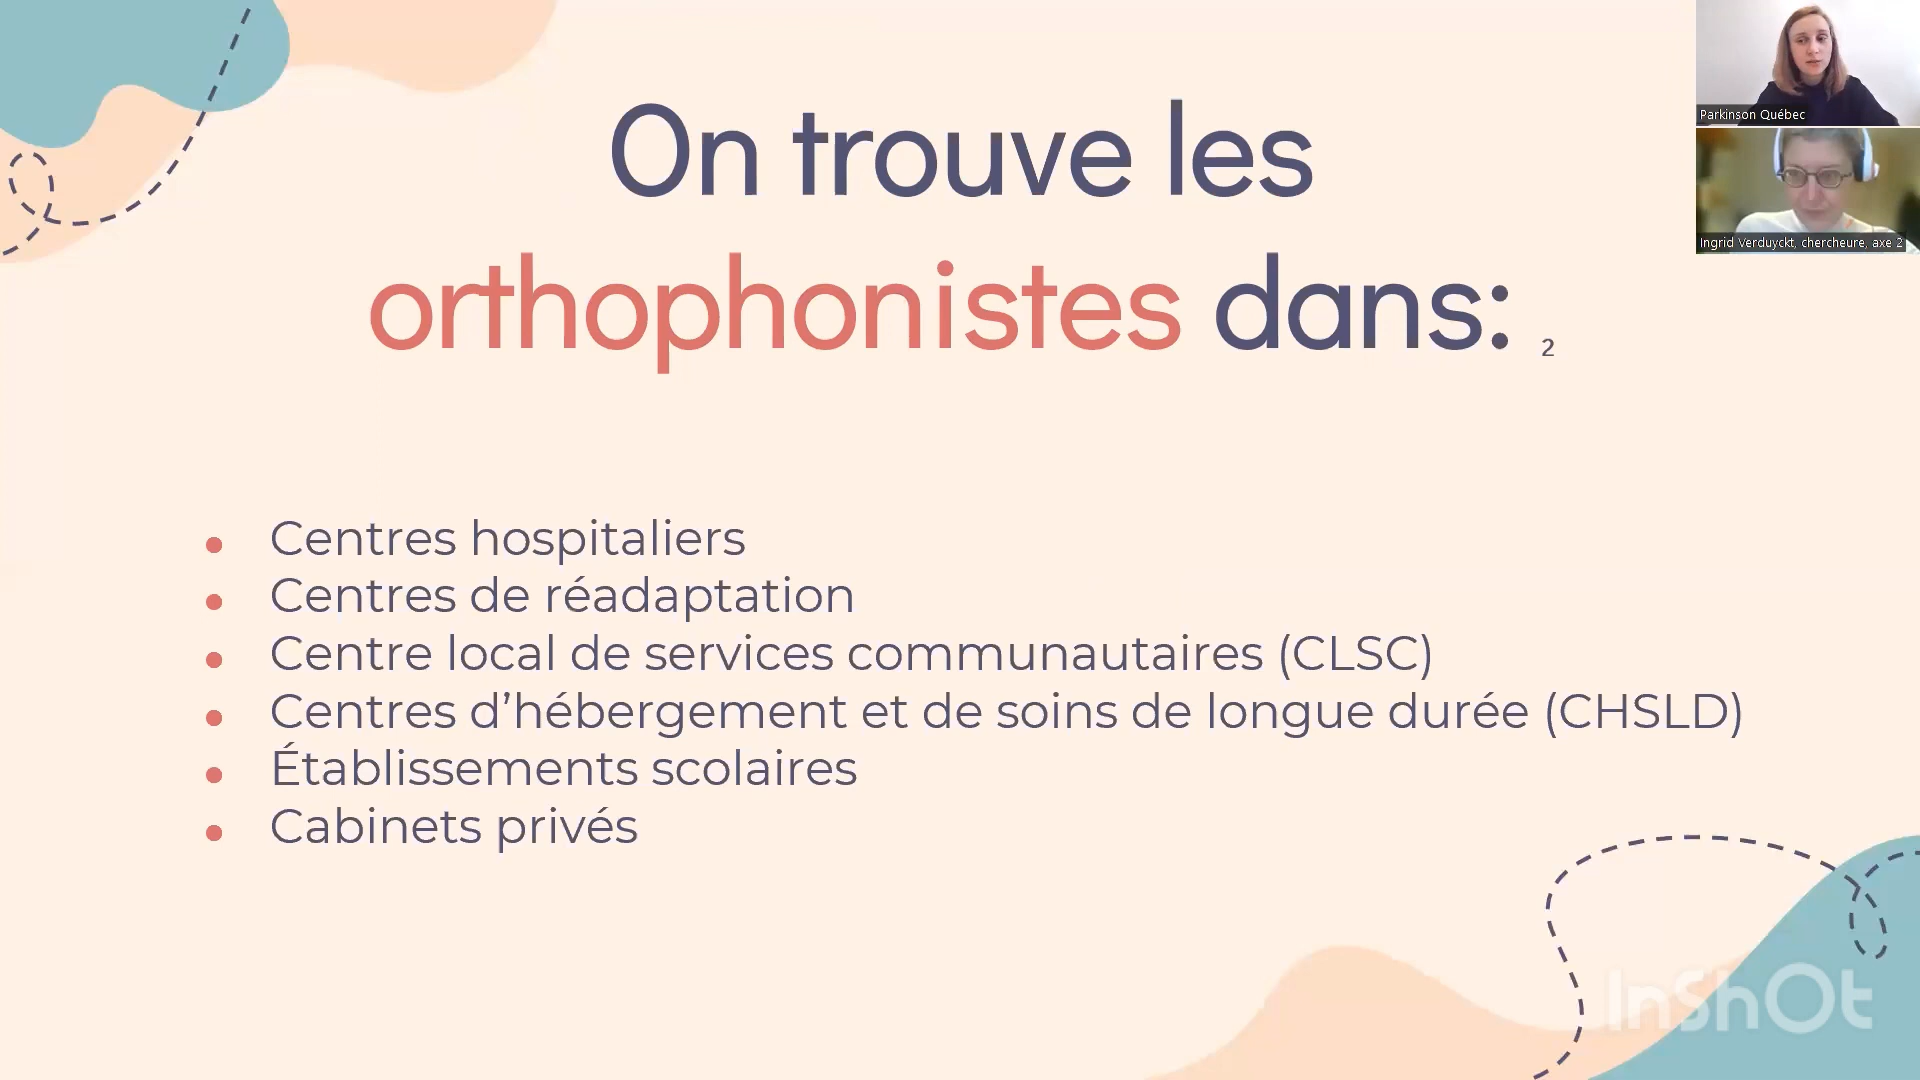 On trouve les
orthophonistes dans: 2
• Centres hospitaliers
• Centres de réadaptation
• Centre local de services communautaires (CLSC)
• Centres d’hébergement et de soins de longue durée (CHSLD)
• Établissements scolaires
• Cabinets privés
Parkinson Québec
Ingrid Verduyckt, chercheure, axe 2
InShOt